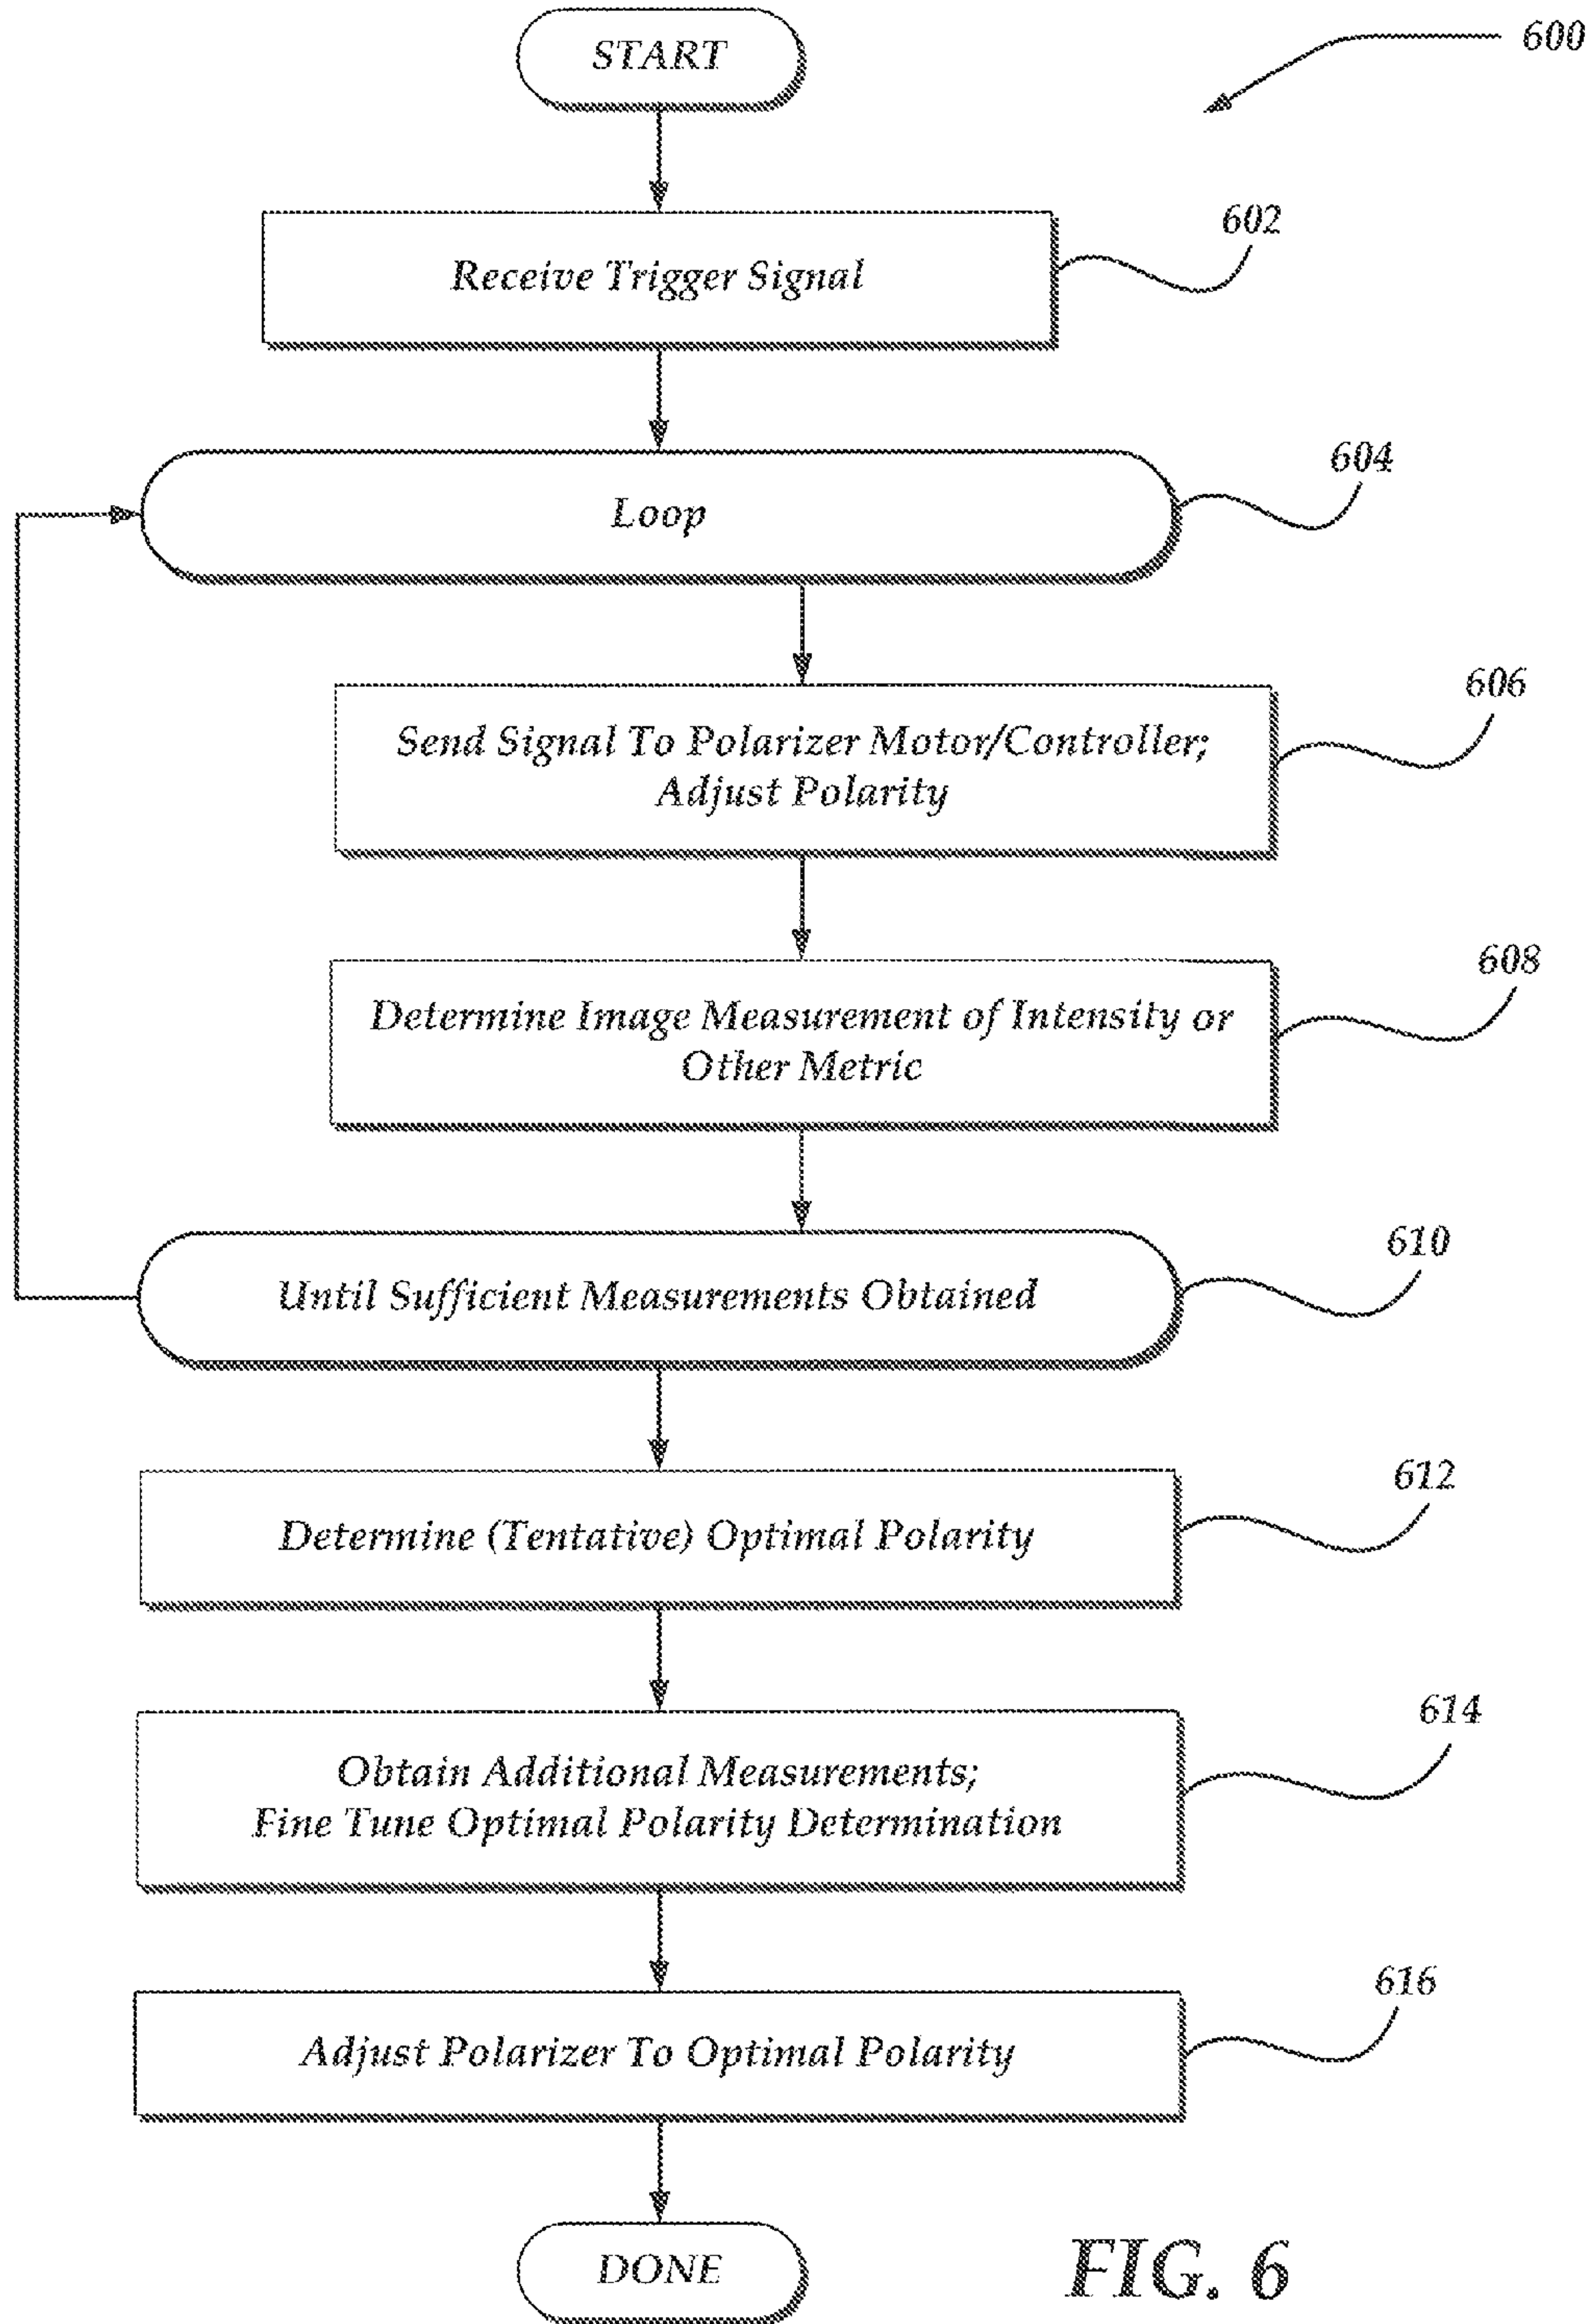 START
600
602
Receive Trigger Signal
604
Loop
606
Send Signal To Polarizer Motor/Controller;
Adjust Polarity
608
Determine Image Measurement of Intensity or
Other Metric
610
Until Sufficient Measurements Obtained
612
Determine (Tentative) Optimal Polarity
614
Obtain Additional Measurements;
Fine Tune Optimal Polarity Determination
616
Adjust Polarizer To Optimal Polarity
DONE
FIG. 6